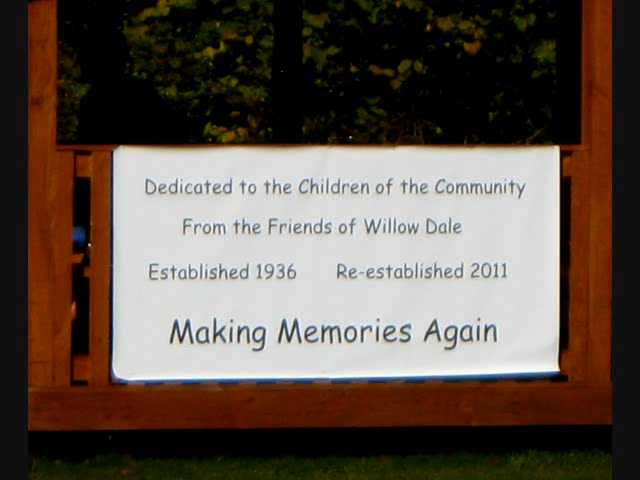 Dedicated to the Children of the Community
From the Friends of Willow Dale
Established 1936 Re-established 2011
Making Memories Again